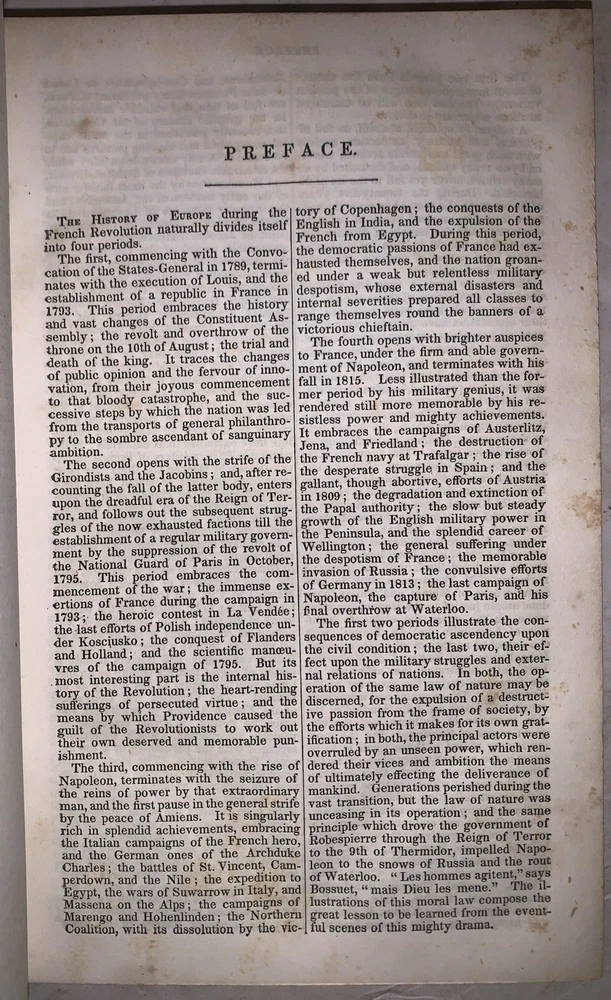 PREFACE.
THE HISTORY OF EUROPE during the
French Revolution naturally divides itself
into four periods.
The first, commencing with the Convo-
cation of the States-General in 1789, termi-
nates with the execution of Louis, and the
establishment of a republic in France in
1793. This period embraces the history
and vast changes of the Constituent As-
sembly; the revolt and overthrow of the
throne on the 10th of August; the trial and
death of the king. It traces the changes
of public opinion and the fervour of inno-
vation, from their joyous commencement
to that bloody catastrophe, and the suc-
cessive steps by which the nation was led
from the transports of general philanthro-
py to the sombre ascendant of sanguinary
ambition.
The second opens with the strife of the
Girondists and the Jacobins; and, after re-
counting the fall of the latter body, enters
upon the dreadful era of the Reign of Ter-
ror, and follows out the subsequent strug-
gles of the now exhausted factions till the
establishment of a regular military govern-
ment by the suppression of the revolt of
the National Guard of Paris in October,
1795. This period embraces the com-
mencement of the war; the immense ex-
ertions of France during the campaign in
1793; the heroic contest in La Vendée;
the last efforts of Polish independence un-
der Kosciusko; the conquest of Flanders
and Holland; and the scientific manœu-
vres of the campaign of 1795. But its
most interesting part is the internal his-
tory of the Revolution; the heart-rending
sufferings of persecuted virtue; and the
means by which Providence caused the
guilt of the Revolutionists to work out
their own deserved and memorable pun-
ishment.
The third, commencing with the rise of
Napoleon, terminates with the seizure of
the reins of power by that extraordinary
man, and the first pause in the general strife
by the peace of Amiens. It is singularly
rich in splendid achievements, embracing
the Italian campaigns of the French hero,
and the German ones of the Archduke
Charles; the battles of St. Vincent, Cam-
perdown, and the Nile; the expedition to
Egypt, the wars of Suwarrow in Italy, and
Massena on the Alps; the campaigns of
Marengo and Hohenlinden; the Northern
Coalition, with its dissolution by the vic-
tory of Copenhagen; the conquests of the
English in India, and the expulsion of the
French from Egypt. During this period,
the democratic passions of France had ex-
hausted themselves, and the nation groan-
ed under a weak but relentless military
despotism, whose external disasters and
internal severities prepared all classes to
range themselves round the banners of a
victorious chieftain.
The fourth opens with brighter auspices
to France, under the firm and able govern-
ment of Napoleon, and terminates with his
fall in 1815. Less illustrated than the for-
mer period by his military genius, it was
rendered still more memorable by his re-
sistless power and mighty achievements.
It embraces the campaigns of Austerlitz,
Jena, and Friedland; the destruction of
the French navy at Trafalgar; the rise of
the desperate struggle in Spain; and the
gallant, though abortive, efforts of Austria
in 1809; the degradation and extinction of
the Papal authority; the slow but steady
growth of the English military power in
the Peninsula, and the splendid career of
Wellington; the general suffering under
the despotism of France; the memorable
invasion of Russia; the convulsive efforts
of Germany in 1813; the last campaign of
Napoleon, the capture of Paris, and his
final overthrow at Waterloo.
The first two periods illustrate the con-
sequences of democratic ascendency upon
the civil condition; the last two, their ef-
fect upon the military struggles and exter-
nal relations of nations. In both, the op-
eration of the same law of nature may be
discerned, for the expulsion of a destruct-
ive passion from the frame of society, by
the efforts which it makes for its own grat-
ification; in both, the principal actors were
overruled by an unseen power, which ren-
dered their vices and ambition the means
of ultimately effecting the deliverance of
mankind. Generations perished during the
vast transition, but the law of nature was
unceasing in its operation; and the same
principle which drove the government of
Robespierre through the Reign of Terror
to the 9th of Thermidor, impelled Napo-
leon to the snows of Russia and the rout
of Waterloo. "Les hommes agitent," says
Bossuet, "mais Dieu les mene." The il-
lustrations of this moral law compose the
great lesson to be learned from the event-
ful scenes of this mighty drama.